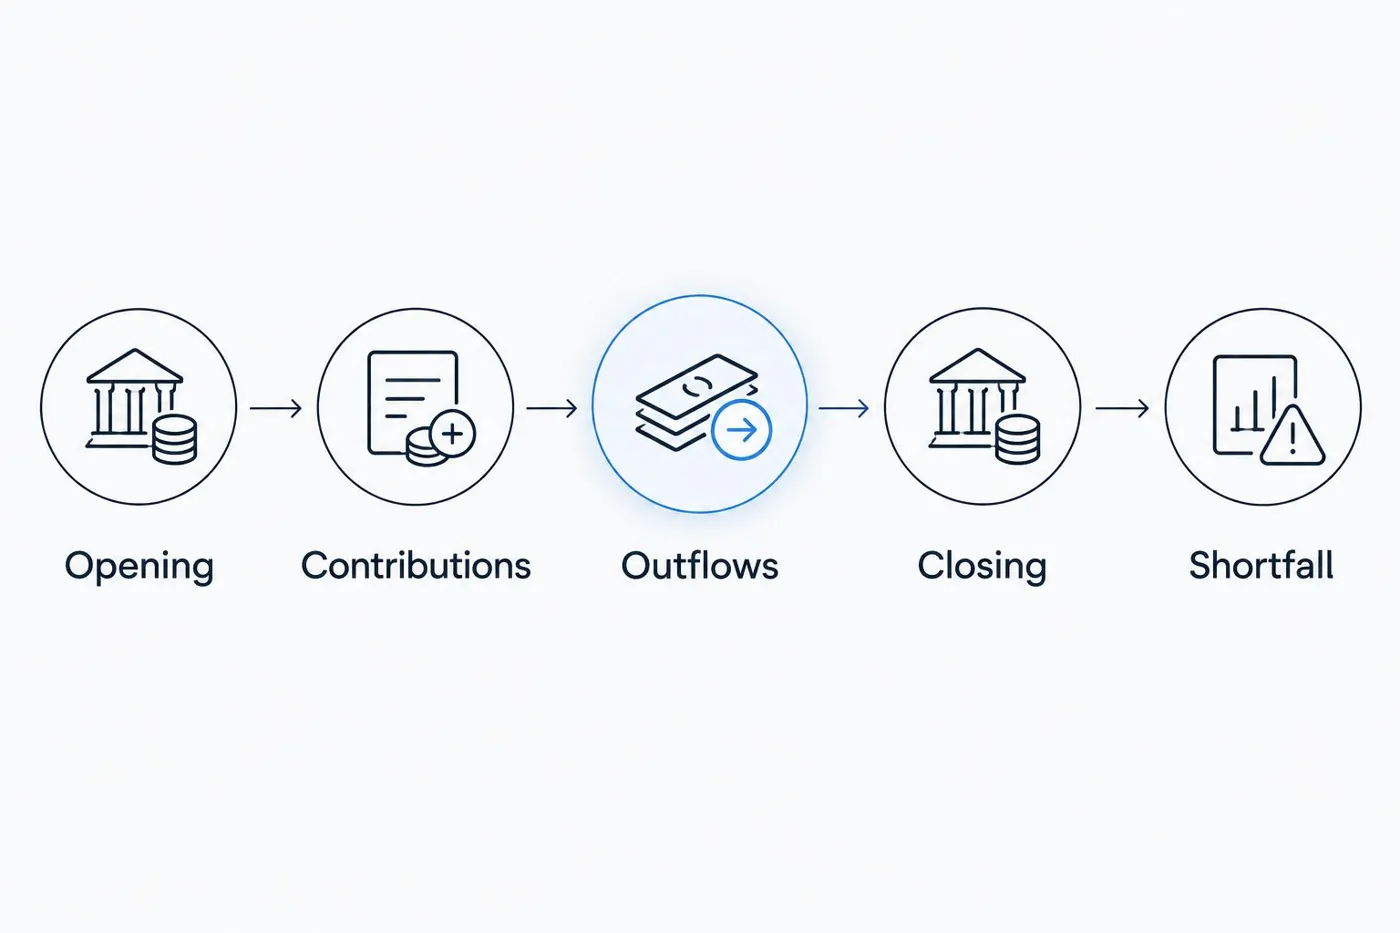 Opening
Contributions
Outflows
Closing
Shortfall